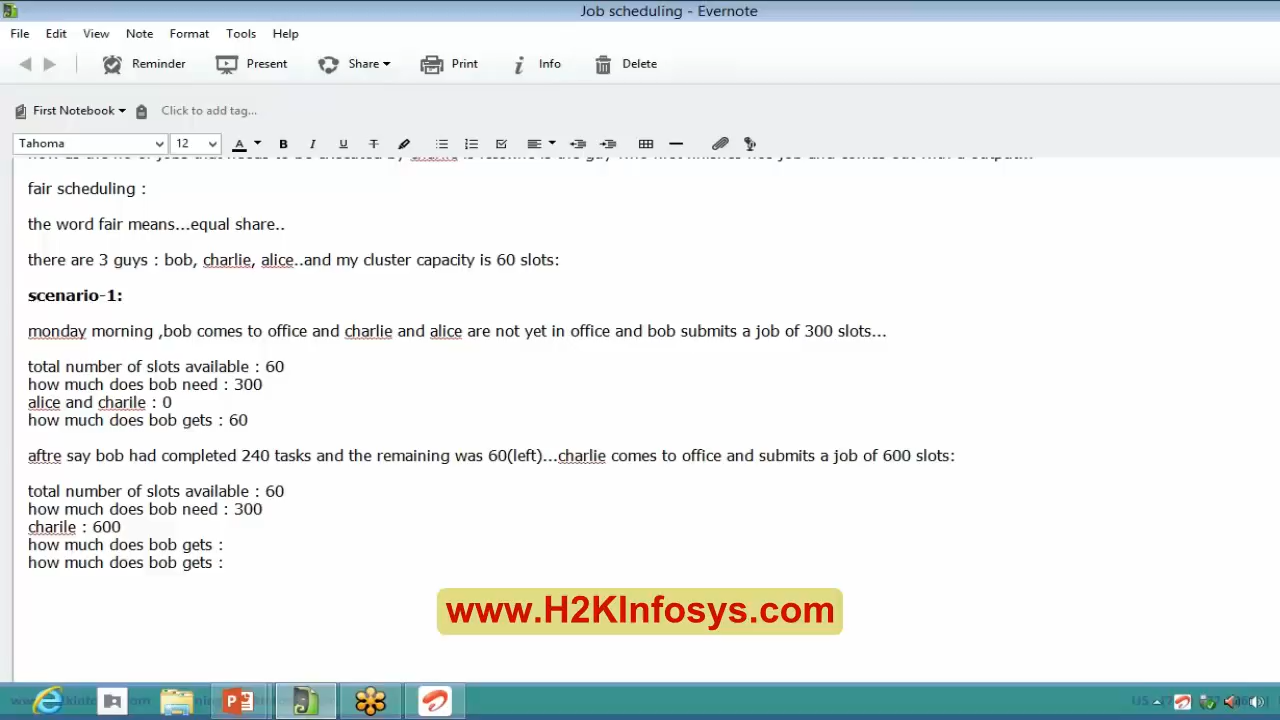 Job scheduling - Evernote
File Edit View Note Format Tools Help
Reminder Present Share Print Info Delete
First Notebook Click to add tag...
Tahoma 12 A B I U T
fair scheduling :
the word fair means...equal share..
there are 3 guys : bob, charlie, alice..and my cluster capacity is 60 slots:
scenario-1:
monday morning ,bob comes to office and charlie and alice are not yet in office and bob submits a job of 300 slots...
total number of slots available : 60
how much does bob need : 300
alice and charile : 0
how much does bob gets : 60
aftre say bob had completed 240 tasks and the remaining was 60(left)...charlie comes to office and submits a job of 600 slots:
total number of slots available : 60
how much does bob need : 300
charile : 600
how much does bob gets :
how much does bob gets :
www.H2KInfosys.com